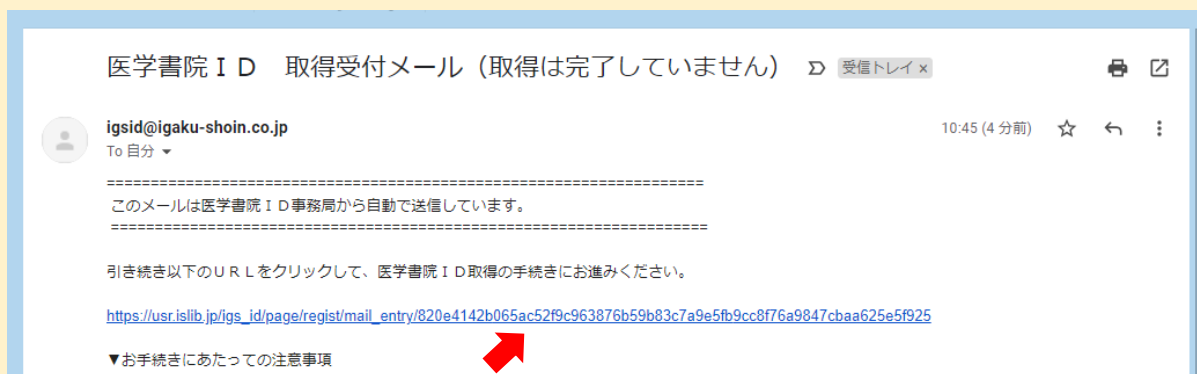 医学書院ＩＤ　取得受付メール（取得は完了していません） 受信トレイ ×
igsid@igaku-shoin.co.jp 10:45 (4 分前)
To 自分
====================================================================
このメールは医学書院ＩＤ事務局から自動で送信しています。
====================================================================
引き続き以下のＵＲＬをクリックして、医学書院ＩＤ取得の手続きにお進みください。
https://usr.islib.jp/igs_id/page/regist/mail_entry/820e4142b065ac52f9c963876b59b83c7a9e5fb9cc8f76a9847cbaa625e5f925
▼お手続きにあたっての注意事項